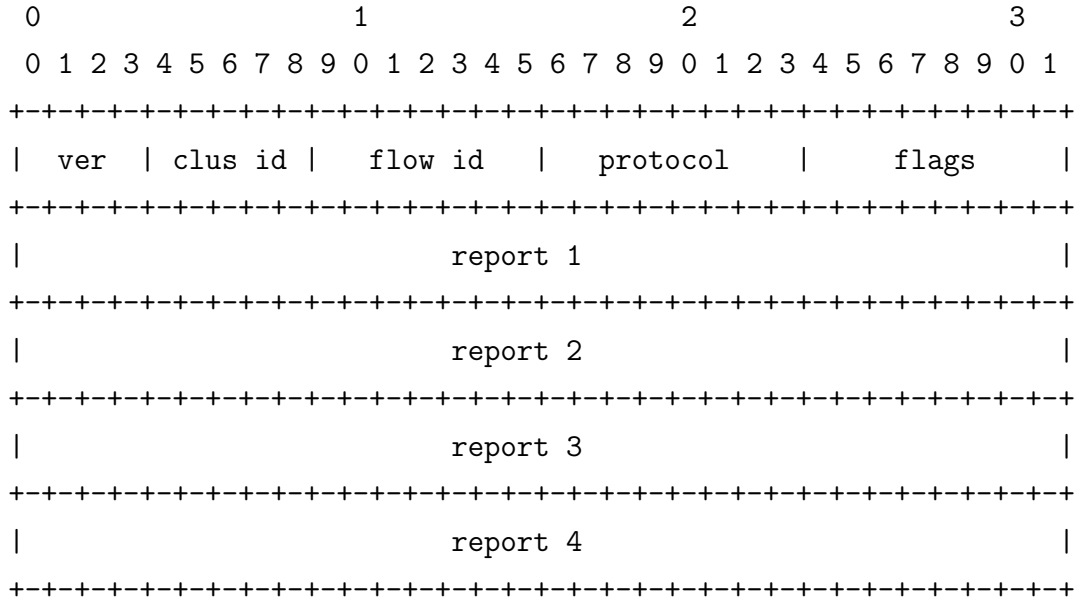 0                   1                   2                   3
 0 1 2 3 4 5 6 7 8 9 0 1 2 3 4 5 6 7 8 9 0 1 2 3 4 5 6 7 8 9 0 1
+-+-+-+-+-+-+-+-+-+-+-+-+-+-+-+-+-+-+-+-+-+-+-+-+-+-+-+-+-+-+-+-+
|  ver  | clus id |   flow id   |   protocol    |     flags     |
+-+-+-+-+-+-+-+-+-+-+-+-+-+-+-+-+-+-+-+-+-+-+-+-+-+-+-+-+-+-+-+-+
|                          report 1                             |
+-+-+-+-+-+-+-+-+-+-+-+-+-+-+-+-+-+-+-+-+-+-+-+-+-+-+-+-+-+-+-+-+
|                          report 2                             |
+-+-+-+-+-+-+-+-+-+-+-+-+-+-+-+-+-+-+-+-+-+-+-+-+-+-+-+-+-+-+-+-+
|                          report 3                             |
+-+-+-+-+-+-+-+-+-+-+-+-+-+-+-+-+-+-+-+-+-+-+-+-+-+-+-+-+-+-+-+-+
|                          report 4                             |
+-+-+-+-+-+-+-+-+-+-+-+-+-+-+-+-+-+-+-+-+-+-+-+-+-+-+-+-+-+-+-+-+